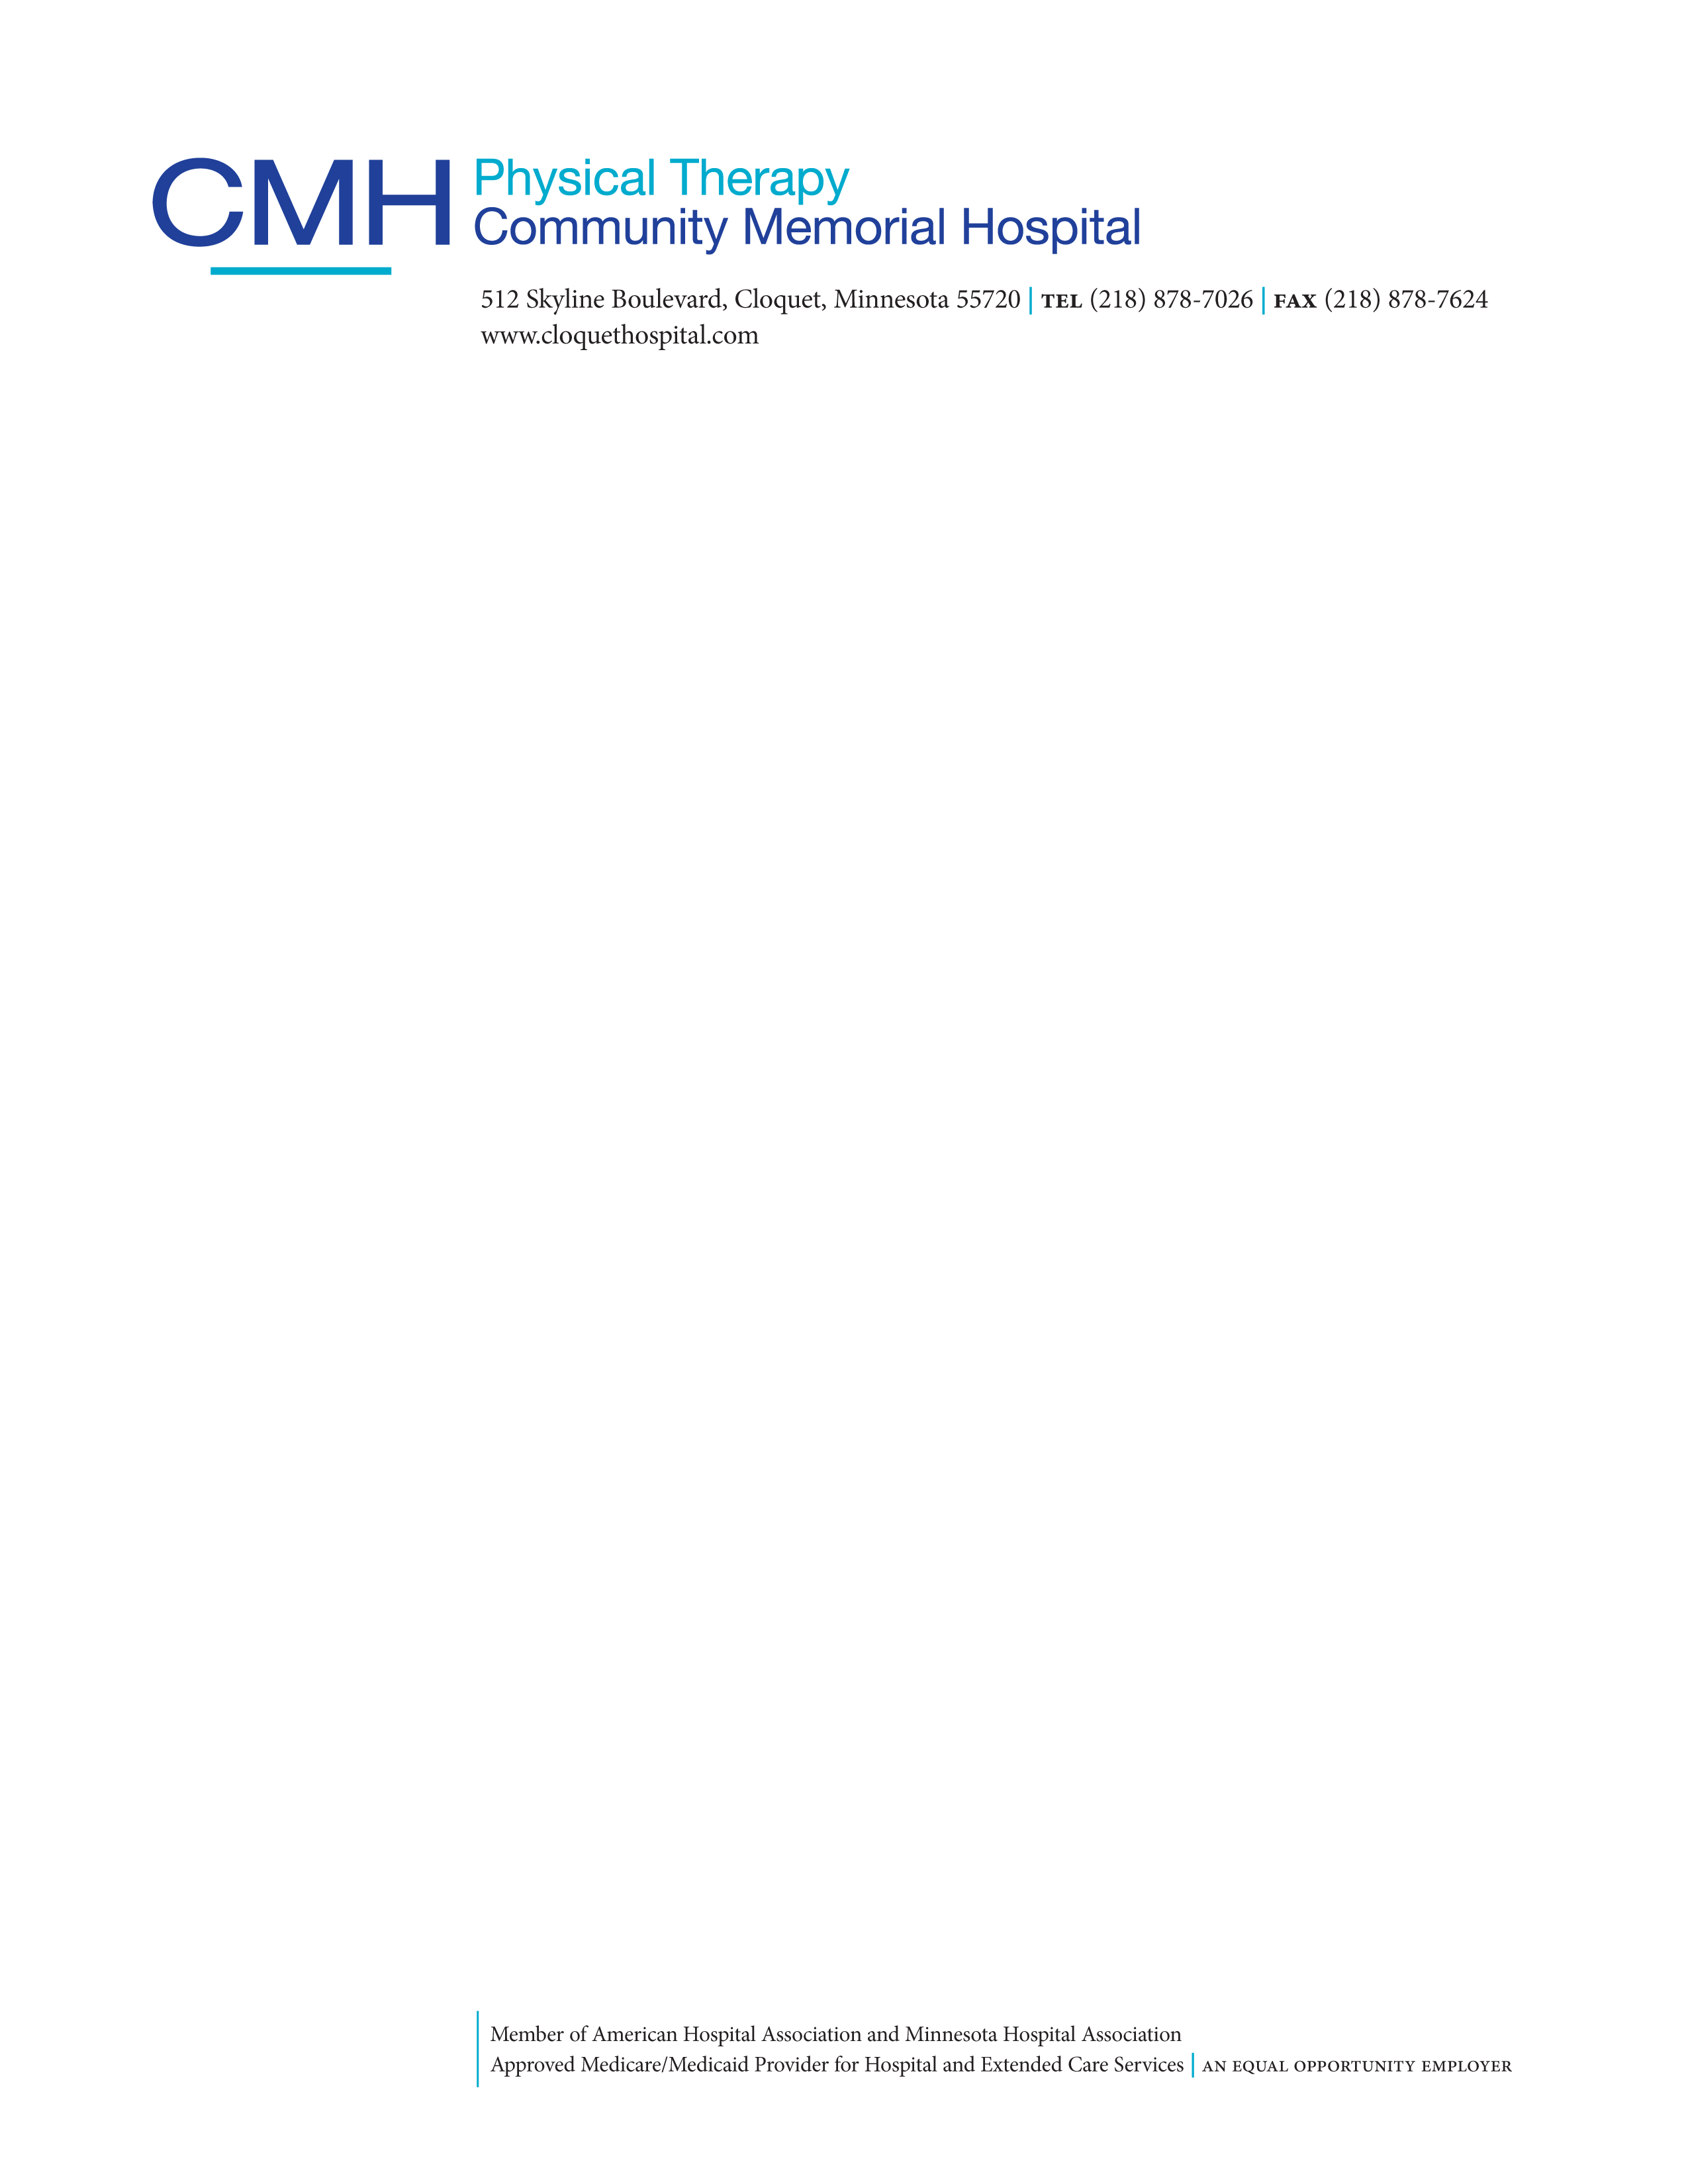 CMH
Physical Therapy
Community Memorial Hospital
512 Skyline Boulevard, Cloquet, Minnesota 55720 | TEL (218) 878-7026 | FAX (218) 878-7624
www.cloquethospital.com
Member of American Hospital Association and Minnesota Hospital Association
Approved Medicare/Medicaid Provider for Hospital and Extended Care Services | AN EQUAL OPPORTUNITY EMPLOYER